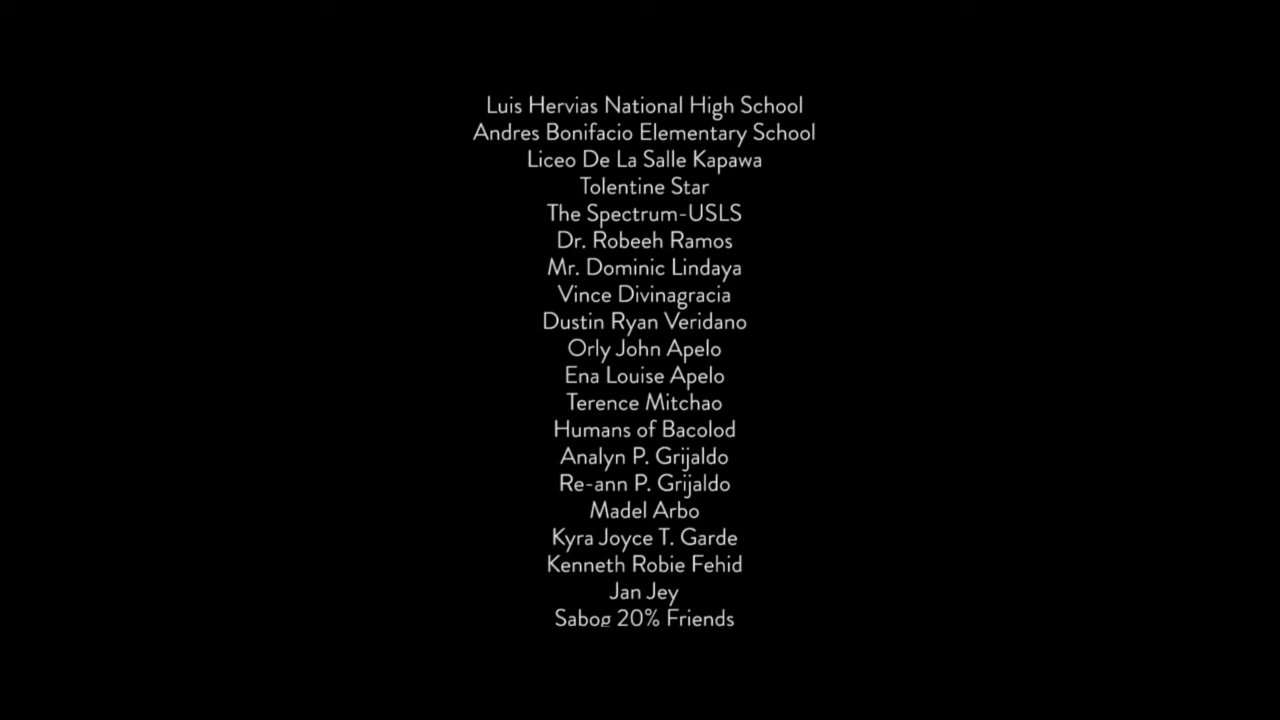 Luis Hervias National High School
Andres Bonifacio Elementary School
Liceo De La Salle Kapawa
Tolentine Star
The Spectrum-USLS
Dr. Robeeh Ramos
Mr. Dominic Lindaya
Vince Divinagracia
Dustin Ryan Veridano
Orly John Apelo
Ena Louise Apelo
Terence Mitchao
Humans of Bacolod
Analyn P. Grijaldo
Re-ann P. Grijaldo
Madel Arbo
Kyra Joyce T. Garde
Kenneth Robie Fehid
Jan Jey
Sabog 20% Friends